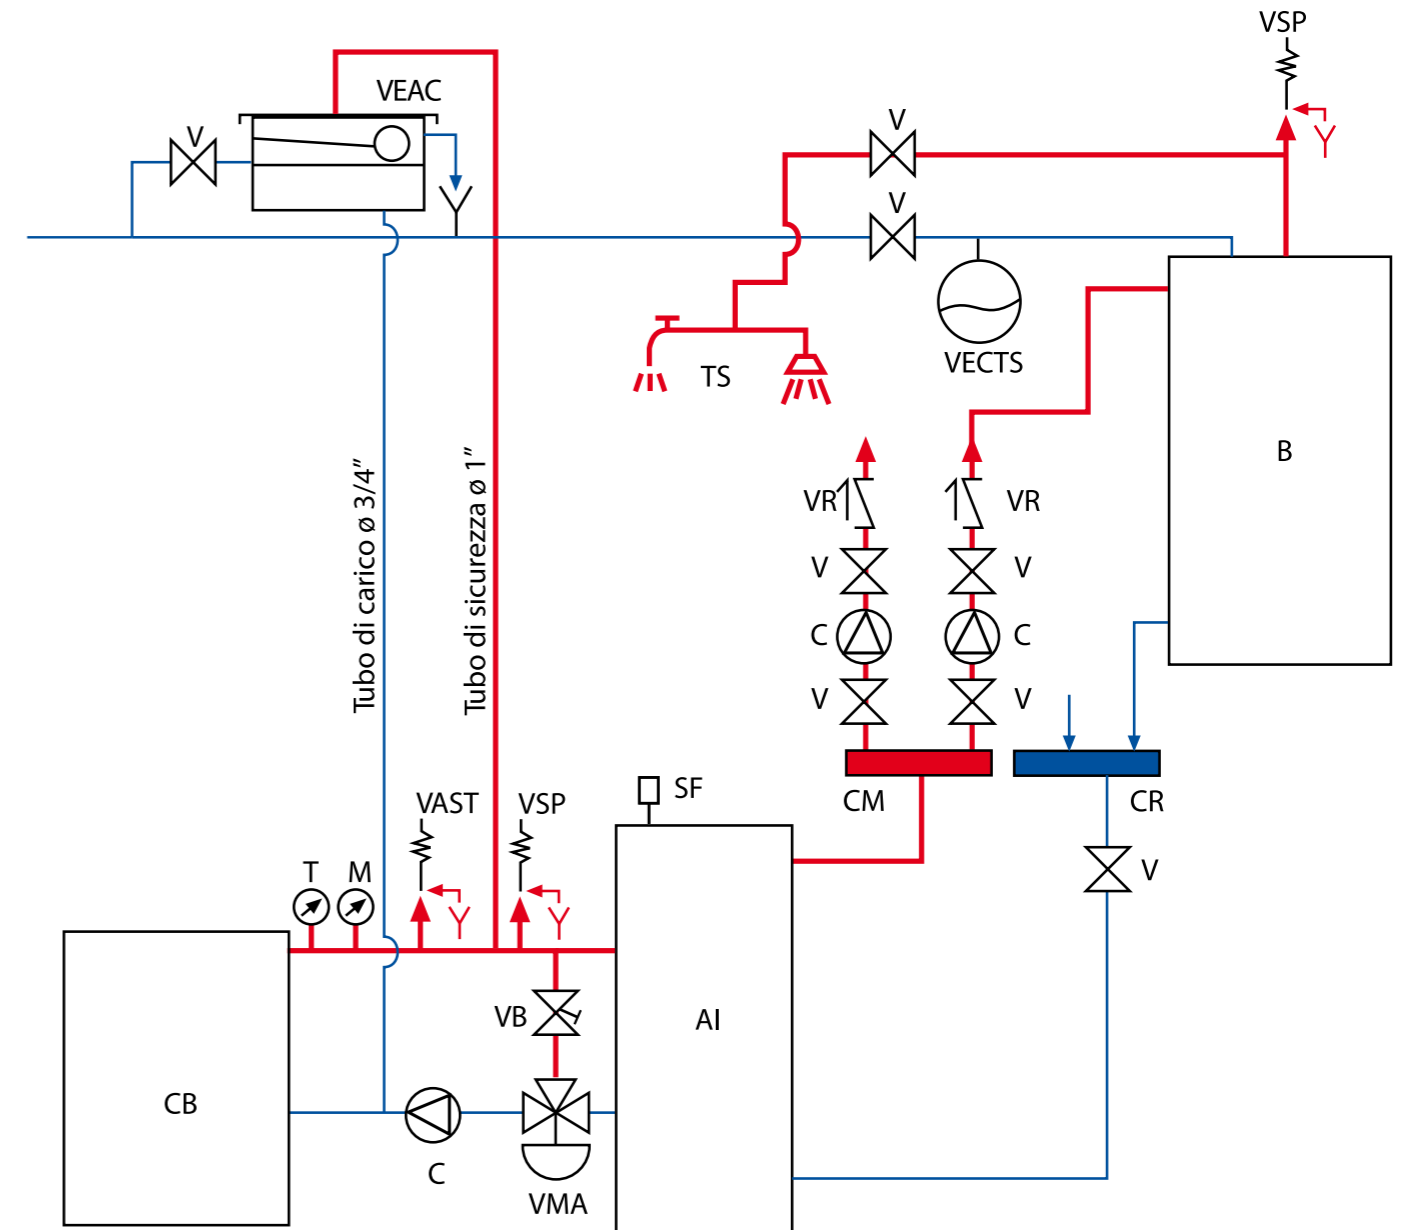 VSP
VEAC
V
V
V
VECTS
TS
B
Tubo di carico ø 3/4”
Tubo di sicurezza ø 1”
VR
VR
V
V
C
C
V
V
SF
CM
CR
VAST
VSP
T
M
V
VB
AI
CB
C
VMA